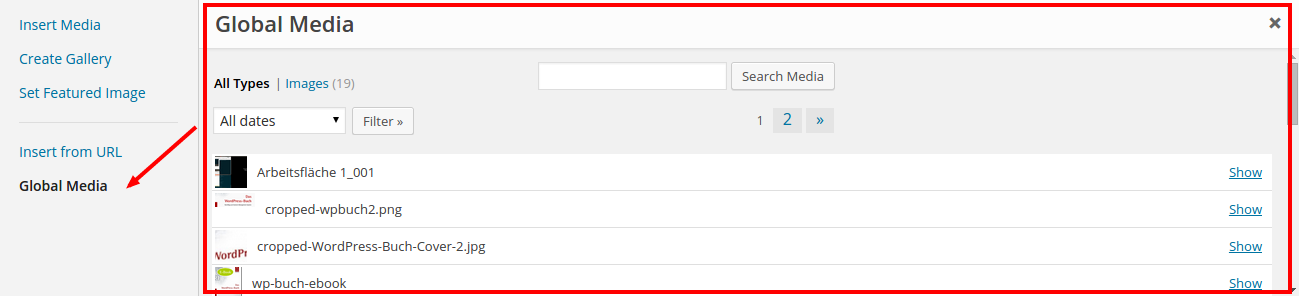 Insert Media
Create Gallery
Set Featured Image
Insert from URL
Global Media
Global Media
All Types | Images (19)
Search Media
All dates
Filter »
1 2 »
Arbeitsfläche 1_001 Show
cropped-wpbuch2.png Show
cropped-WordPress-Buch-Cover-2.jpg Show
wp-buch-ebook Show